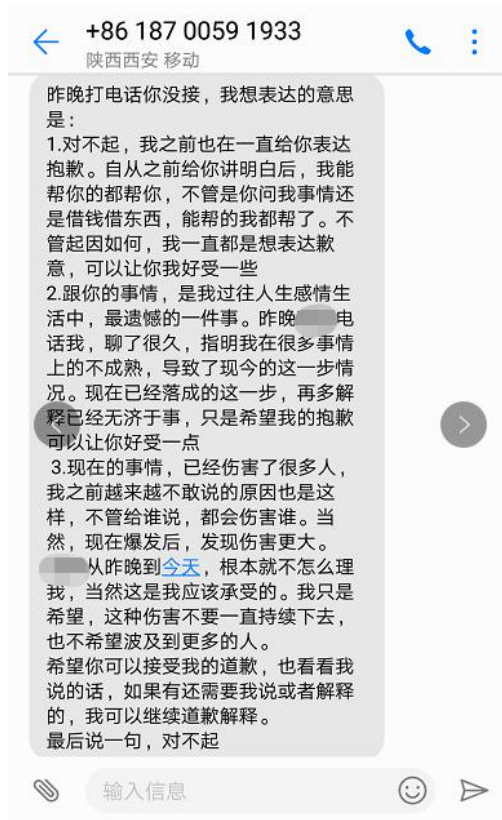 +86 187 0059 1933
陕西西安 移动
昨晚打电话你没接，我想表达的意思
是：
1.对不起，我之前也在一直给你表达
抱歉。自从之前给你讲明白后，我能
帮你的都帮你，不管是你问我事情还
是借钱借东西，能帮的我都帮了。不
管起因如何，我一直都是想表达歉
意，可以让你我好受一些
2.跟你的事情，是我过往人生感情生
活中，最遗憾的一件事。昨晚 电
话我，聊了很久，指明我在很多事情
上的不成熟，导致了现今的这一步情
况。现在已经落成的这一步，再多解
释已经无济于事，只是希望我的抱歉
可以让你好受一点
3.现在的事情，已经伤害了很多人，
我之前越来越不敢说的原因也是这
样，不管给谁说，都会伤害谁。当
然，现在爆发后，发现伤害更大。
从昨晚到今天，根本就不怎么理
我，当然这是我应该承受的。我只是
希望，这种伤害不要一直持续下去，
也不希望波及到更多的人。
希望你可以接受我的道歉，也看看我
说的话，如果有还需要我说或者解释
的，我可以继续道歉解释。
最后说一句，对不起
输入信息